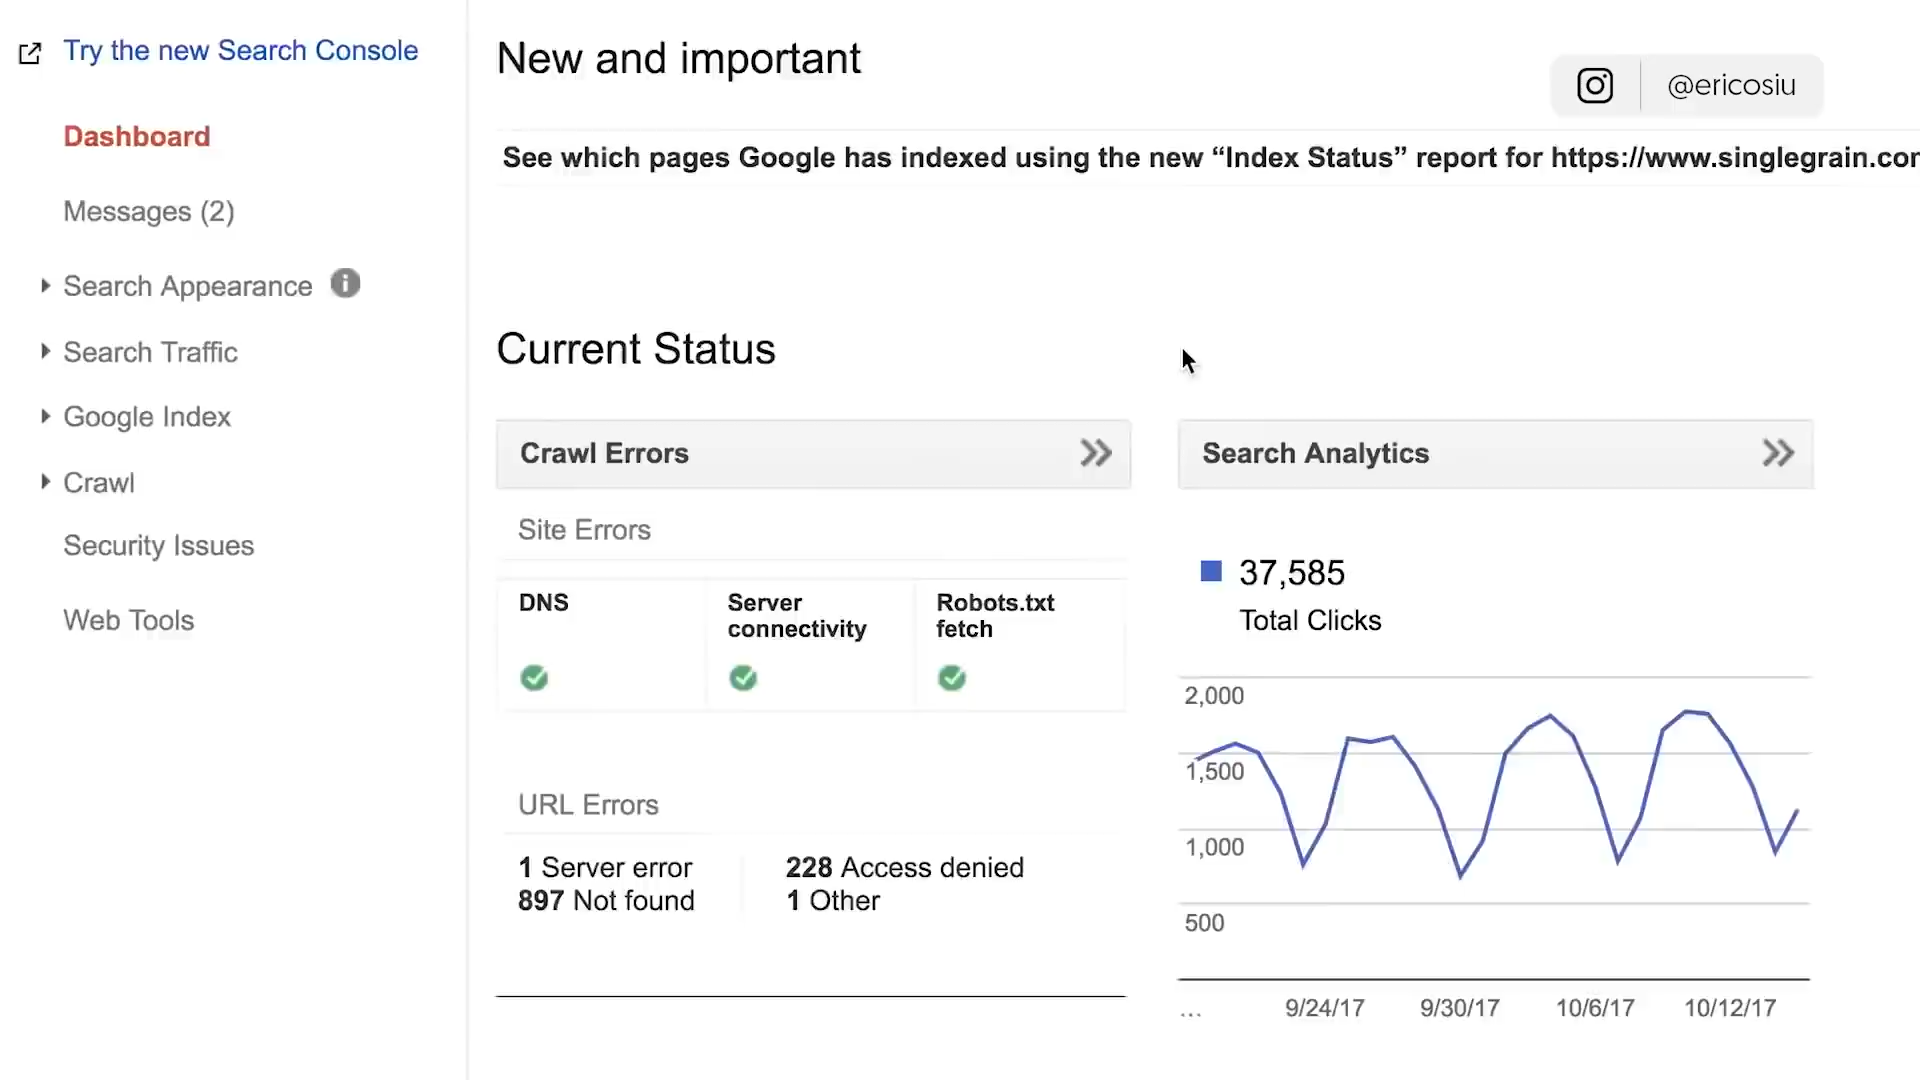 Try the new Search Console
Dashboard
Messages (2)
Search Appearance
Search Traffic
Google Index
Crawl
Security Issues
Web Tools
New and important
@ericosiu
See which pages Google has indexed using the new “Index Status” report for https://www.singlegrain.com
Current Status
Crawl Errors
Site Errors
DNS
Server
connectivity
Robots.txt
fetch
URL Errors
1 Server error
897 Not found
228 Access denied
1 Other
Search Analytics
37,585
Total Clicks
2,000
1,500
1,000
500
... 9/24/17 9/30/17 10/6/17 10/12/17